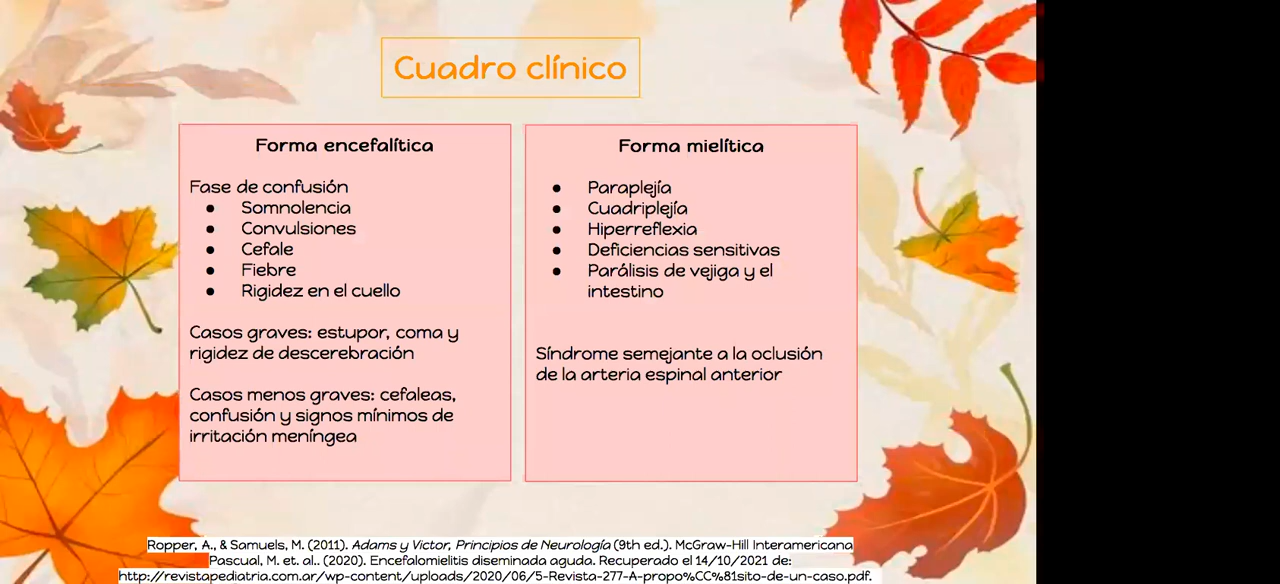 Cuadro clínico
Forma encefalítica
Fase de confusión
● Somnolencia
● Convulsiones
● Cefale
● Fiebre
● Rigidez en el cuello
Casos graves: estupor, coma y
rigidez de descerebración
Casos menos graves: cefaleas,
confusión y signos mínimos de
irritación meníngea
Forma mielítica
● Paraplejía
● Cuadriplejía
● Hiperreflexia
● Deficiencias sensitivas
● Parálisis de vejiga y el
intestino
Síndrome semejante a la oclusión
de la arteria espinal anterior
Ropper, A., & Samuels, M. (2011). Adams y Victor, Principios de Neurología (9th ed.). McGraw-Hill Interamericana
Pascual, M. et. al.. (2020). Encefalomielitis diseminada aguda. Recuperado el 14/10/2021 de:
http://revistapediatria.com.ar/wp-content/uploads/2020/06/5-Revista-277-A-propo%CC%81sito-de-un-caso.pdf.